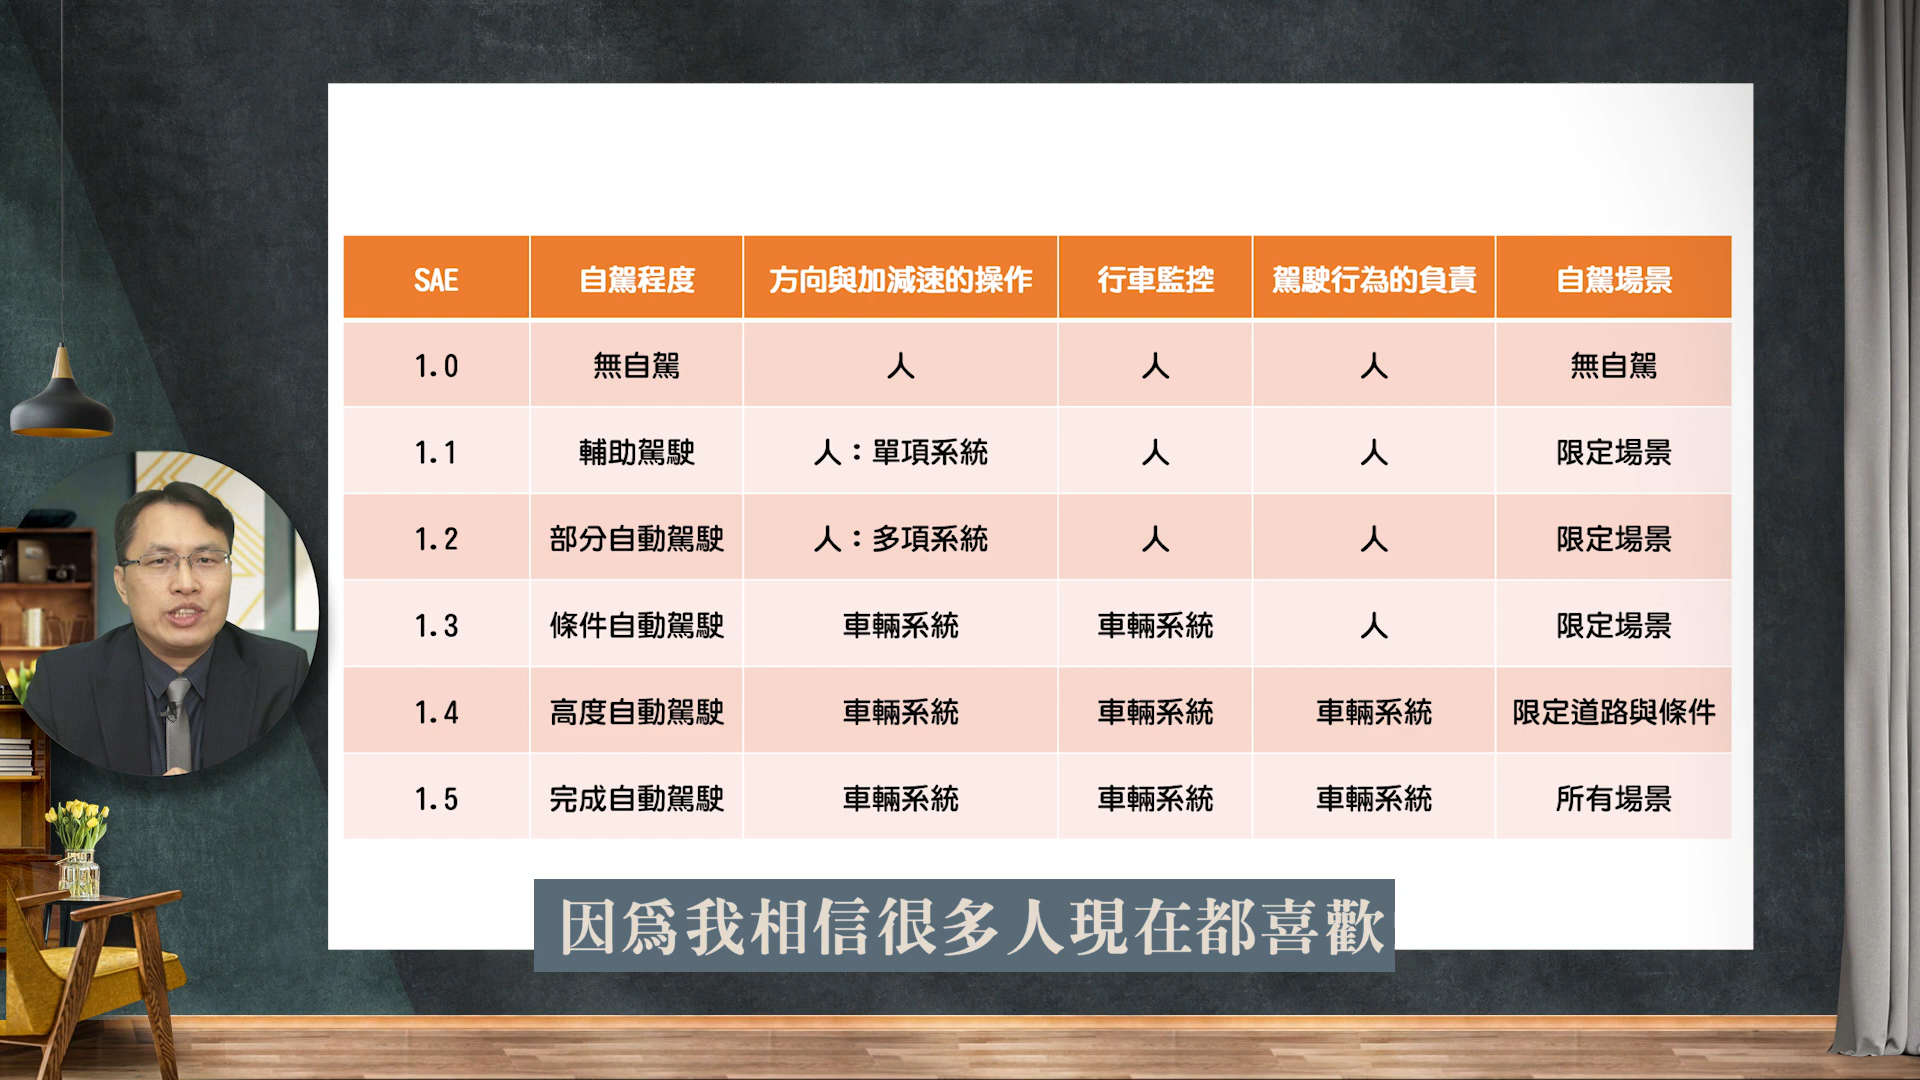 SAE 自駕程度 方向與加減速的操作 行車監控 駕駛行為的負責 自駕場景
1.0 無自駕 人 人 人 無自駕
1.1 輔助駕駛 人：單項系統 人 人 限定場景
1.2 部分自動駕駛 人：多項系統 人 人 限定場景
1.3 條件自動駕駛 車輛系統 車輛系統 人 限定場景
1.4 高度自動駕駛 車輛系統 車輛系統 車輛系統 限定道路與條件
1.5 完成自動駕駛 車輛系統 車輛系統 車輛系統 所有場景
因爲我相信很多人現在都喜歡